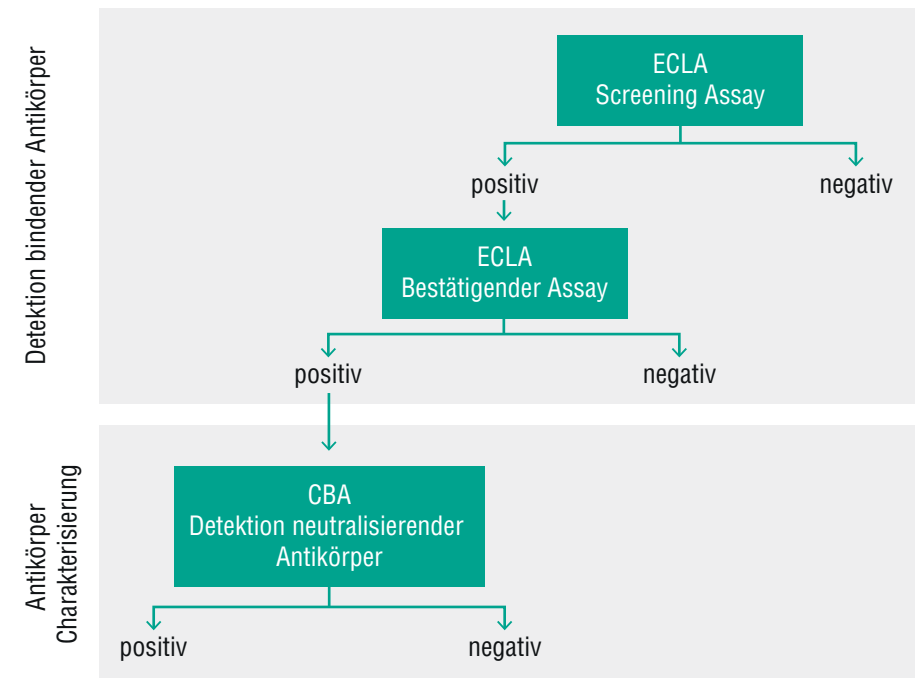 Detektion bindender Antikörper
ECLA
Screening Assay
positiv
negativ
ECLA
Bestätigender Assay
positiv
negativ
Antikörper
Charakterisierung
CBA
Detektion neutralisierender
Antikörper
positiv
negativ